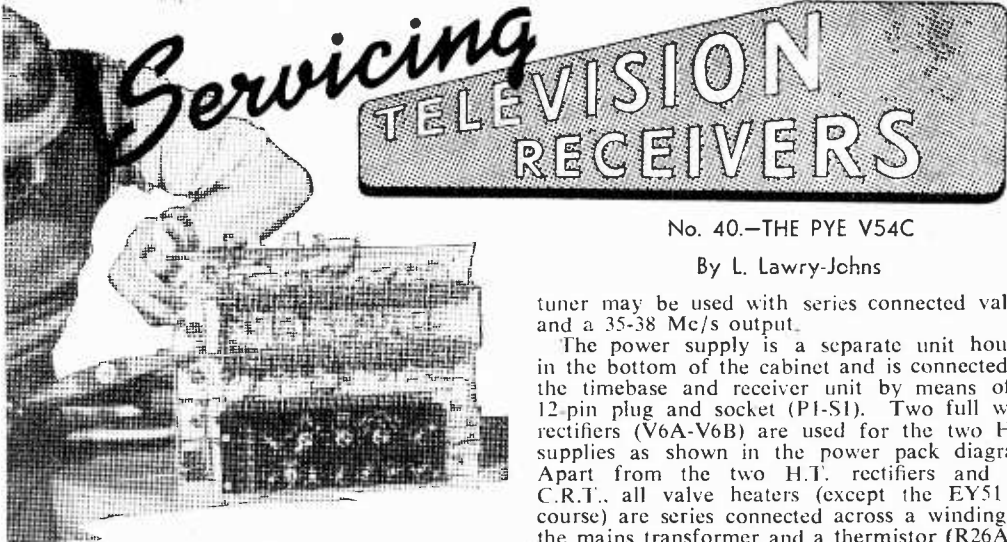 Servicing
TELEVISION
RECEIVERS
No. 40.—THE PYE V54C
By L. Lawry-Johns
tuner may be used with series connected
and a 35-38 Mc/s output.
The power supply is a separate unit
in the bottom of the cabinet and is connected
the timebase and receiver unit by means
12-pin plug and socket (P1-S1). Two full
rectifiers (V6A-V6B) are used for the two
supplies as shown in the power pack
Apart from the two H.T. rectifiers and
C.R.T., all valve heaters (except the EY51
course) are series connected across a winding
the mains transformer and a thermistor (R26A